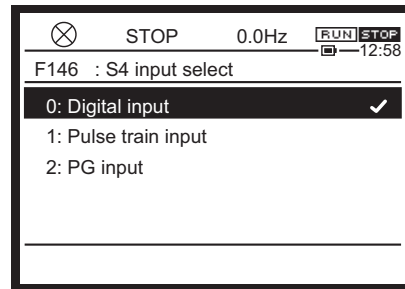 STOP 0.0Hz RUN STOP
12:58
F146 : S4 input select
0: Digital input
1: Pulse train input
2: PG input